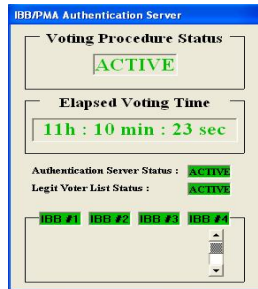 IBB/PMA Authentication Server
Voting Procedure Status
ACTIVE
Elapsed Voting Time
11h : 10 min : 23 sec
Authentication Server Status : ACTIVE
Legit Voter List Status : ACTIVE
IBB #1 IBB #2 IBB #3 IBB #4